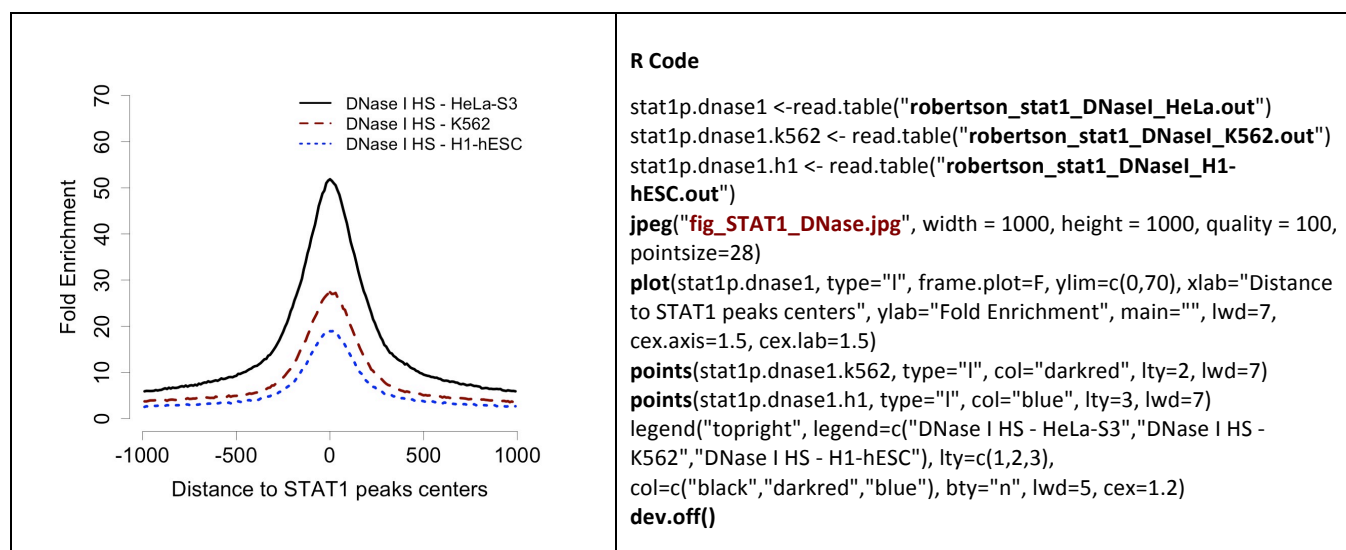 70
60
50
40
30
20
10
0
Fold Enrichment
DNase I HS - HeLa-S3
DNase I HS - K562
DNase I HS - H1-hESC
-1000 -500 0 500 1000
Distance to STAT1 peaks centers
R Code
stat1p.dnase1 <-read.table("robertson_stat1_DNaseI_HeLa.out")
stat1p.dnase1.k562 <- read.table("robertson_stat1_DNaseI_K562.out")
stat1p.dnase1.h1 <- read.table("robertson_stat1_DNaseI_H1-
hESC.out")
jpeg("fig_STAT1_DNase.jpg", width = 1000, height = 1000, quality = 100,
pointsize=28)
plot(stat1p.dnase1, type="l", frame.plot=F, ylim=c(0,70), xlab="Distance
to STAT1 peaks centers", ylab="Fold Enrichment", main="", lwd=7,
cex.axis=1.5, cex.lab=1.5)
points(stat1p.dnase1.k562, type="l", col="darkred", lty=2, lwd=7)
points(stat1p.dnase1.h1, type="l", col="blue", lty=3, lwd=7)
legend("topright", legend=c("DNase I HS - HeLa-S3","DNase I HS -
K562","DNase I HS - H1-hESC"), lty=c(1,2,3),
col=c("black","darkred","blue"), bty="n", lwd=5, cex=1.2)
dev.off()